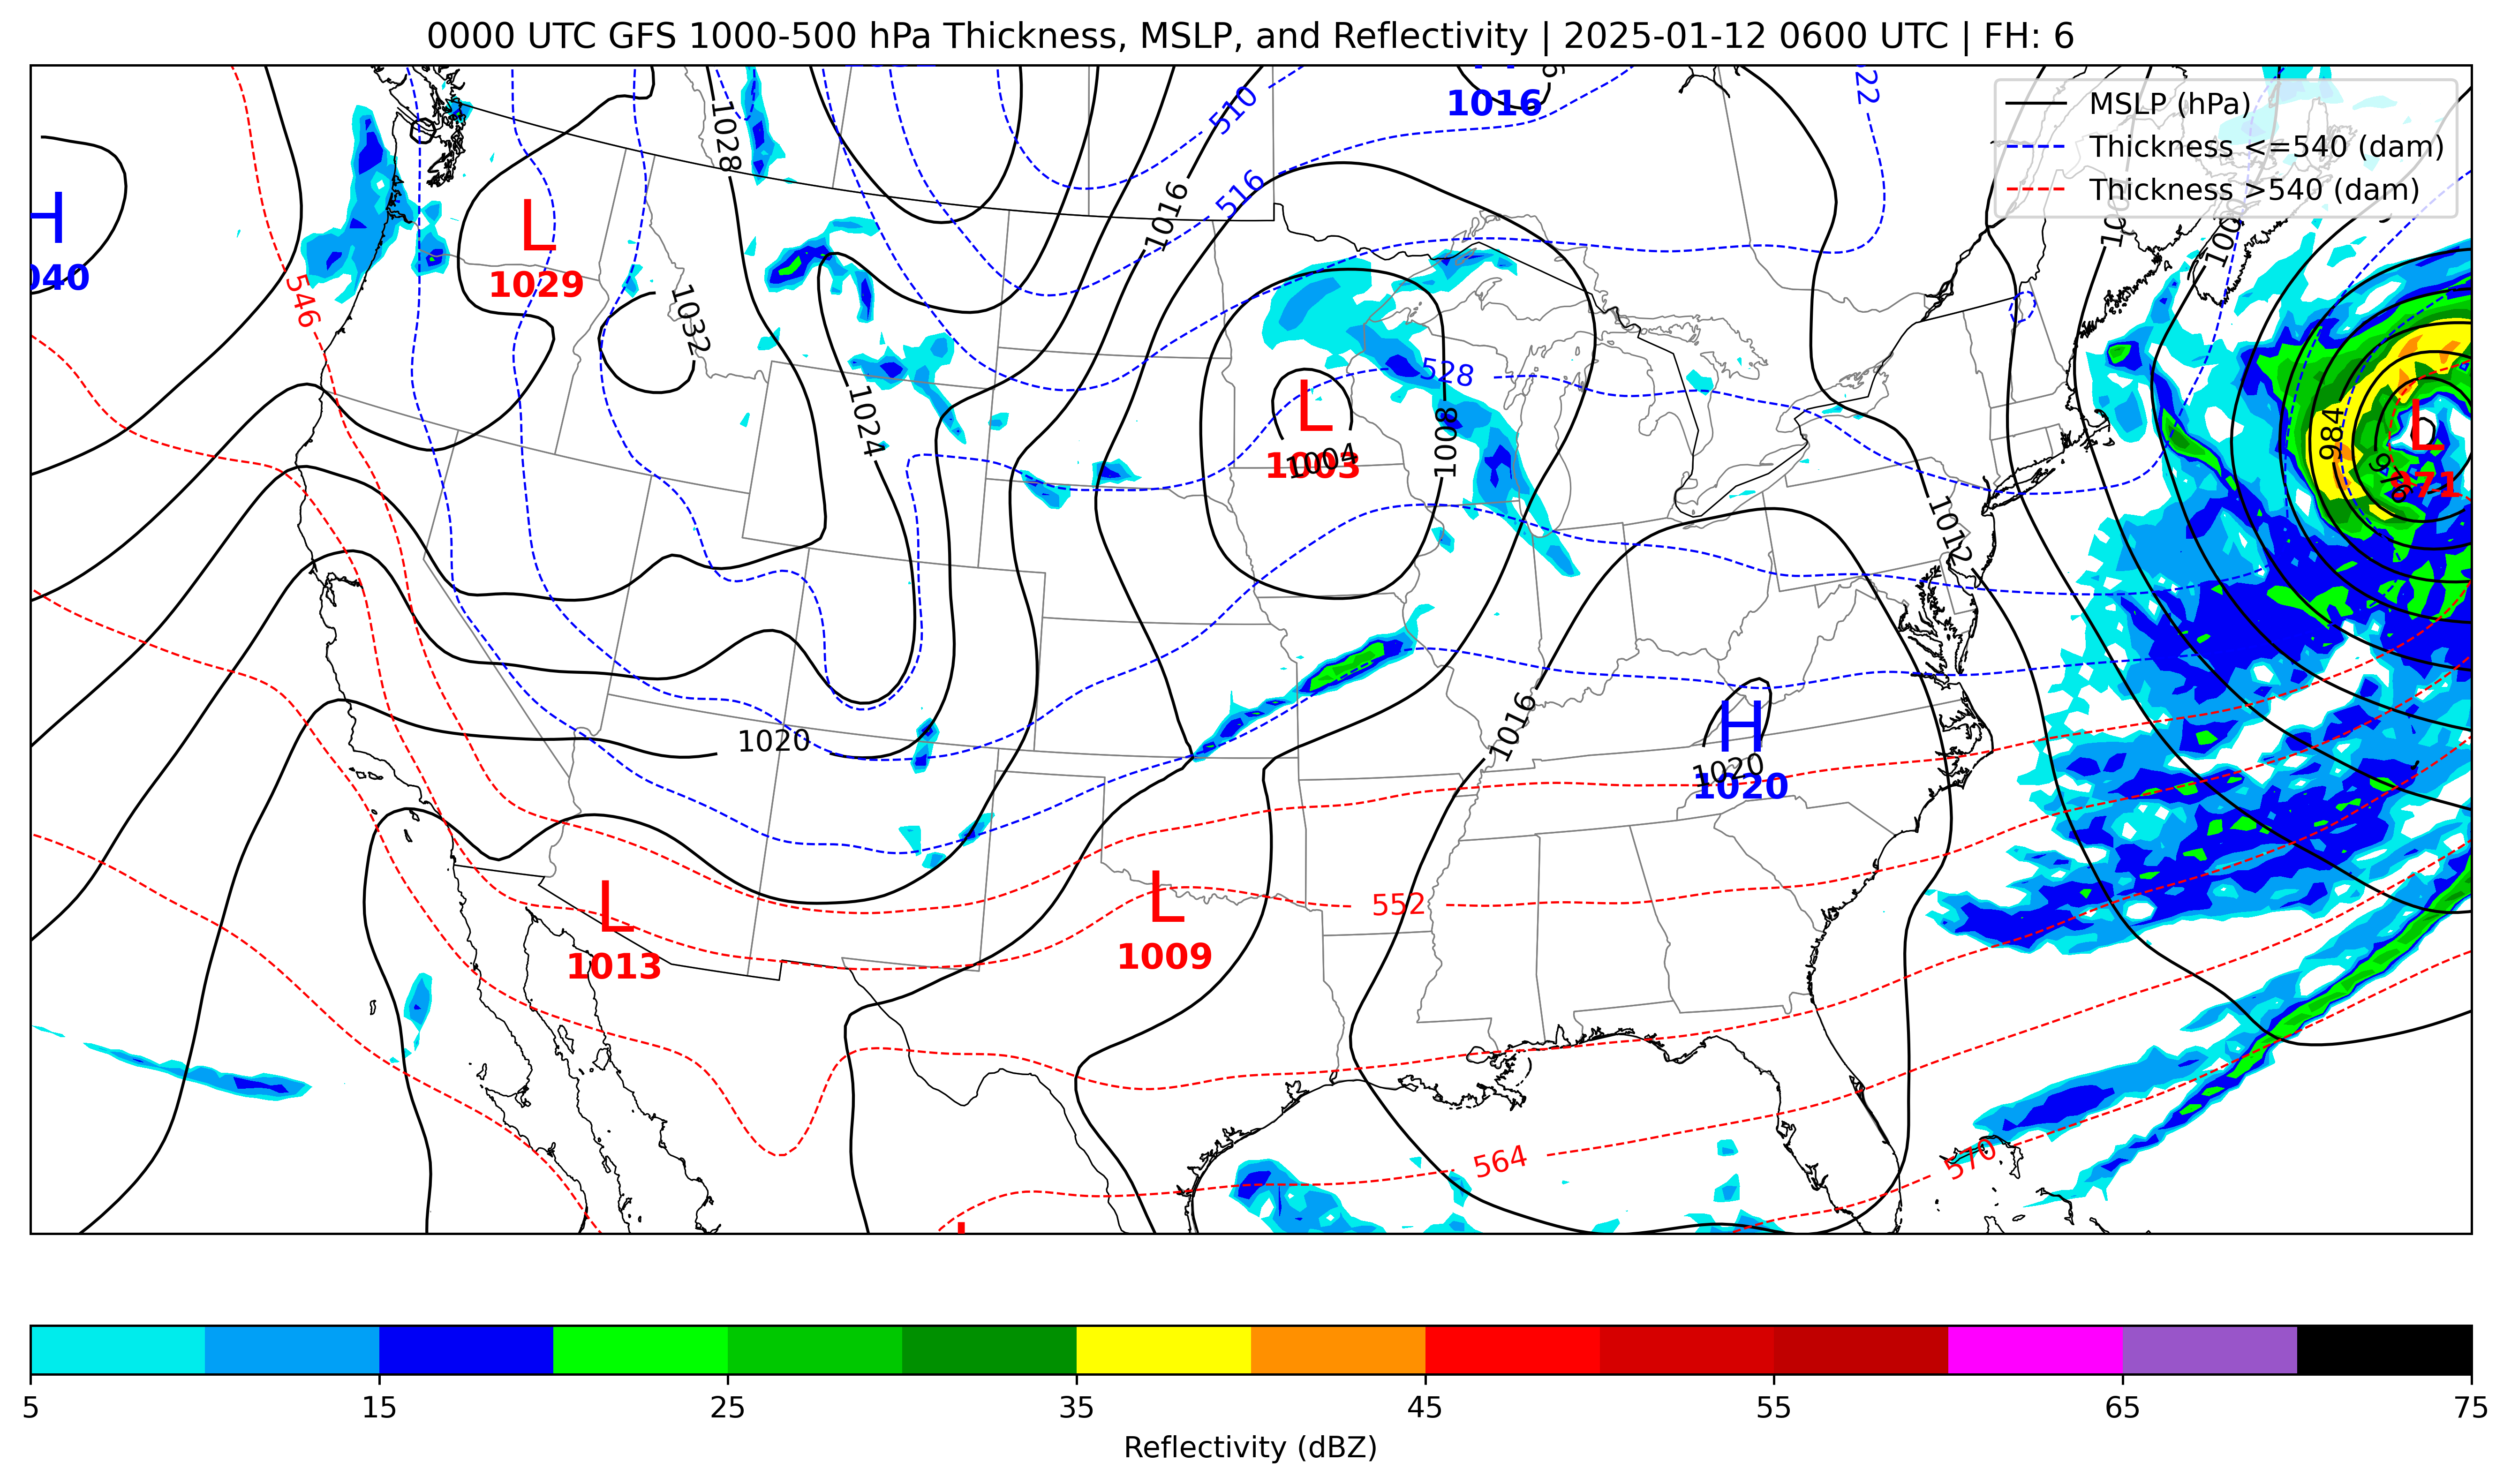 0000 UTC GFS 1000-500 hPa Thickness, MSLP, and Reflectivity | 2025-01-12 0600 UTC | FH: 6
MSLP (hPa)
Thickness <=540 (dam)
Thickness >540 (dam)
1016
510
1028
516
1016
H
040
L
1029
546
1032
1024
528
L
1003
1004
1008
984
L
976
971
1012
1016
H
1020
1020
1020
L
1013
L
1009
552
564
570
5 15 25 35 45 55 65 75
Reflectivity (dBZ)